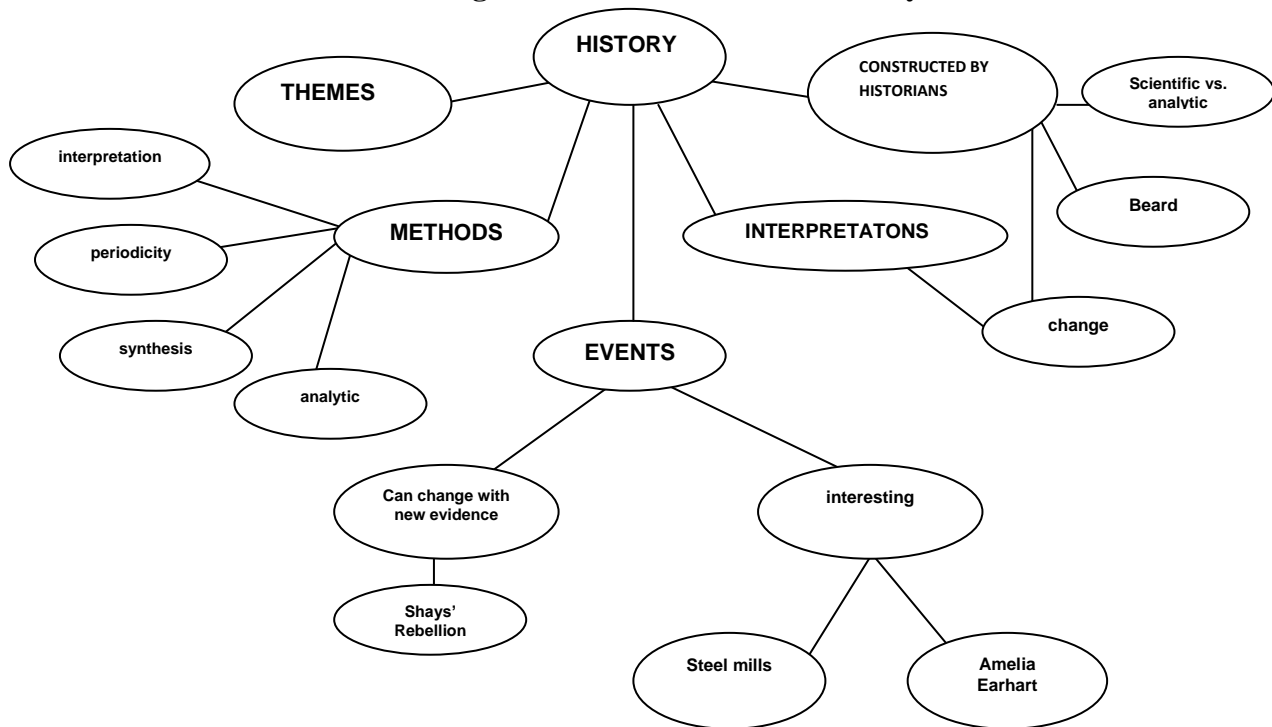 HISTORY
THEMES
CONSTRUCTED BY
HISTORIANS
Scientific vs.
analytic
interpretation
Beard
METHODS
INTERPRETATONS
periodicity
change
synthesis
EVENTS
analytic
Can change with
new evidence
interesting
Shays'
Rebellion
Steel mills
Amelia
Earhart